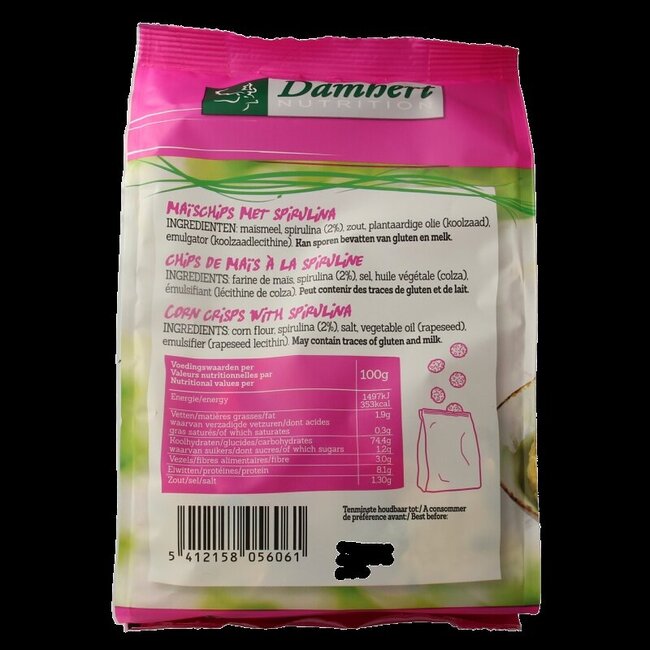 Damhert
NUTRITION
MAÏSCHIPS MET SPIRULINA
INGREDIENTEN: maismeel, spirulina (2%), zout, plantaardige olie (koolzaad),
emulgator (koolzaadlecithine). Kan sporen bevatten van gluten en melk.
CHIPS DE MAÏS À LA SPIRULINE
INGREDIENTS: farine de mais, spirulina (2%), sel, huile végétale (colza),
émulsifiant (lécithine de colza). Peut contenir des traces de gluten et de lait.
CORN CRISPS WITH SPIRULINA
INGREDIENTS: corn flour, spirulina (2%), salt, vegetable oil (rapeseed),
emulsifier (rapeseed lecithin). May contain traces of gluten and milk.
Voedingswaarden per
Valeurs nutritionnelles par
Nutritional values per
100g
Energie/energy
1497kJ
353kcal
Vetten/matières grasses/fat 1,9g
waarvan verzadigde vetzuren/dont acides
gras saturés/of which saturates 0,3g
Koolhydraten/glucides/carbohydrates 74,4g
waarvan suikers/dont sucres/of which sugars 1,2g
Vezels/fibres alimentaires/fibre 3,0g
Eiwitten/protéines/protein 8,1g
Zout/sel/salt 1,30g
Tenminste houdbaar tot:/ A consommer
de préférence avant:/ Best before:
5 412158 056061